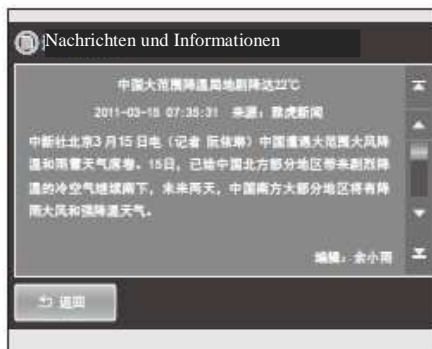 Nachrichten und Informationen
中国大范围降温局地剧降达22℃
2011-03-15 07:35:31 来源：雅虎新闻
中新社北京3月15日电（记者 阮煜琳）中国遭遇大范围大风降
温和雨雪天气席卷。15日，已给中国北方部分地区带来剧烈降
温的冷空气继续南下，未来两天，中国南方大部分地区将有降
雨大风和强降温天气。
编辑：余小雨
返回